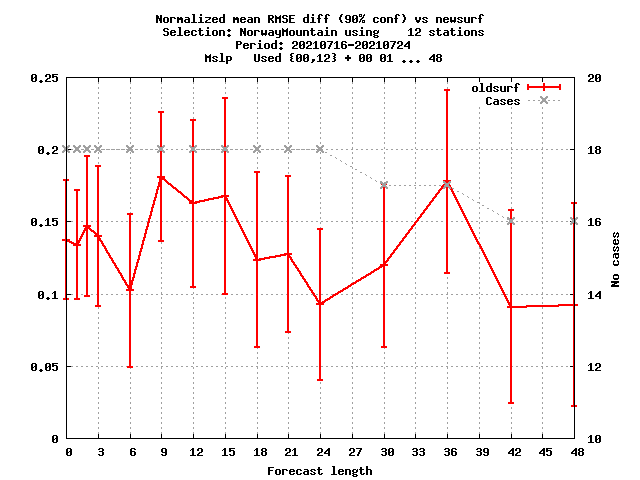 Normalized mean RMSE diff (90% conf) vs newsurf
Selection: NorwayMountain using    12 stations
Period: 20210716-20210724
Mslp   Used {00,12} + 00 01 ... 48
oldsurf
Cases
0.25
0.2
0.15
0.1
0.05
0
20
18
16
14
12
10
No cases
0 3 6 9 12 15 18 21 24 27 30 33 36 39 42 45 48
Forecast length